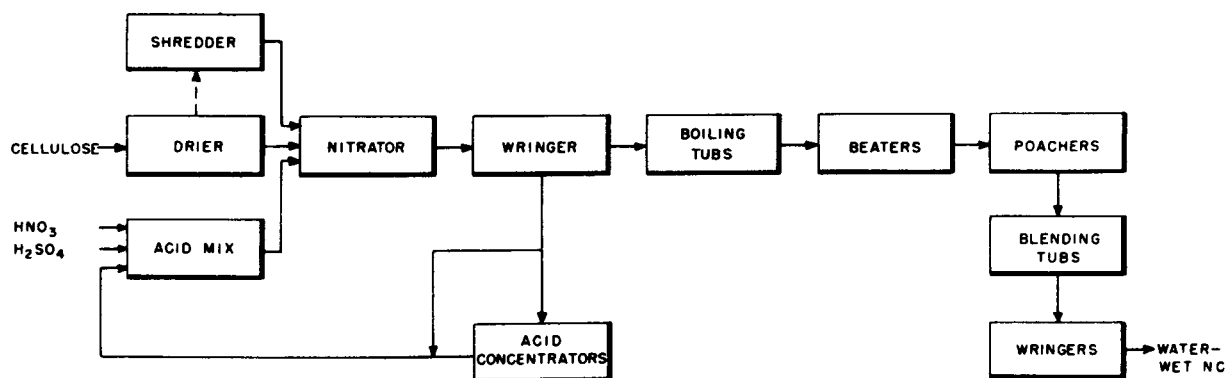 SHREDDER
CELLULOSE
DRIER
NITRATOR
WRINGER
BOILING
TUBS
BEATERS
POACHERS
HNO3
H2SO4
ACID MIX
BLENDING
TUBS
ACID
CONCENTRATORS
WRINGERS
WATER-
WET NC